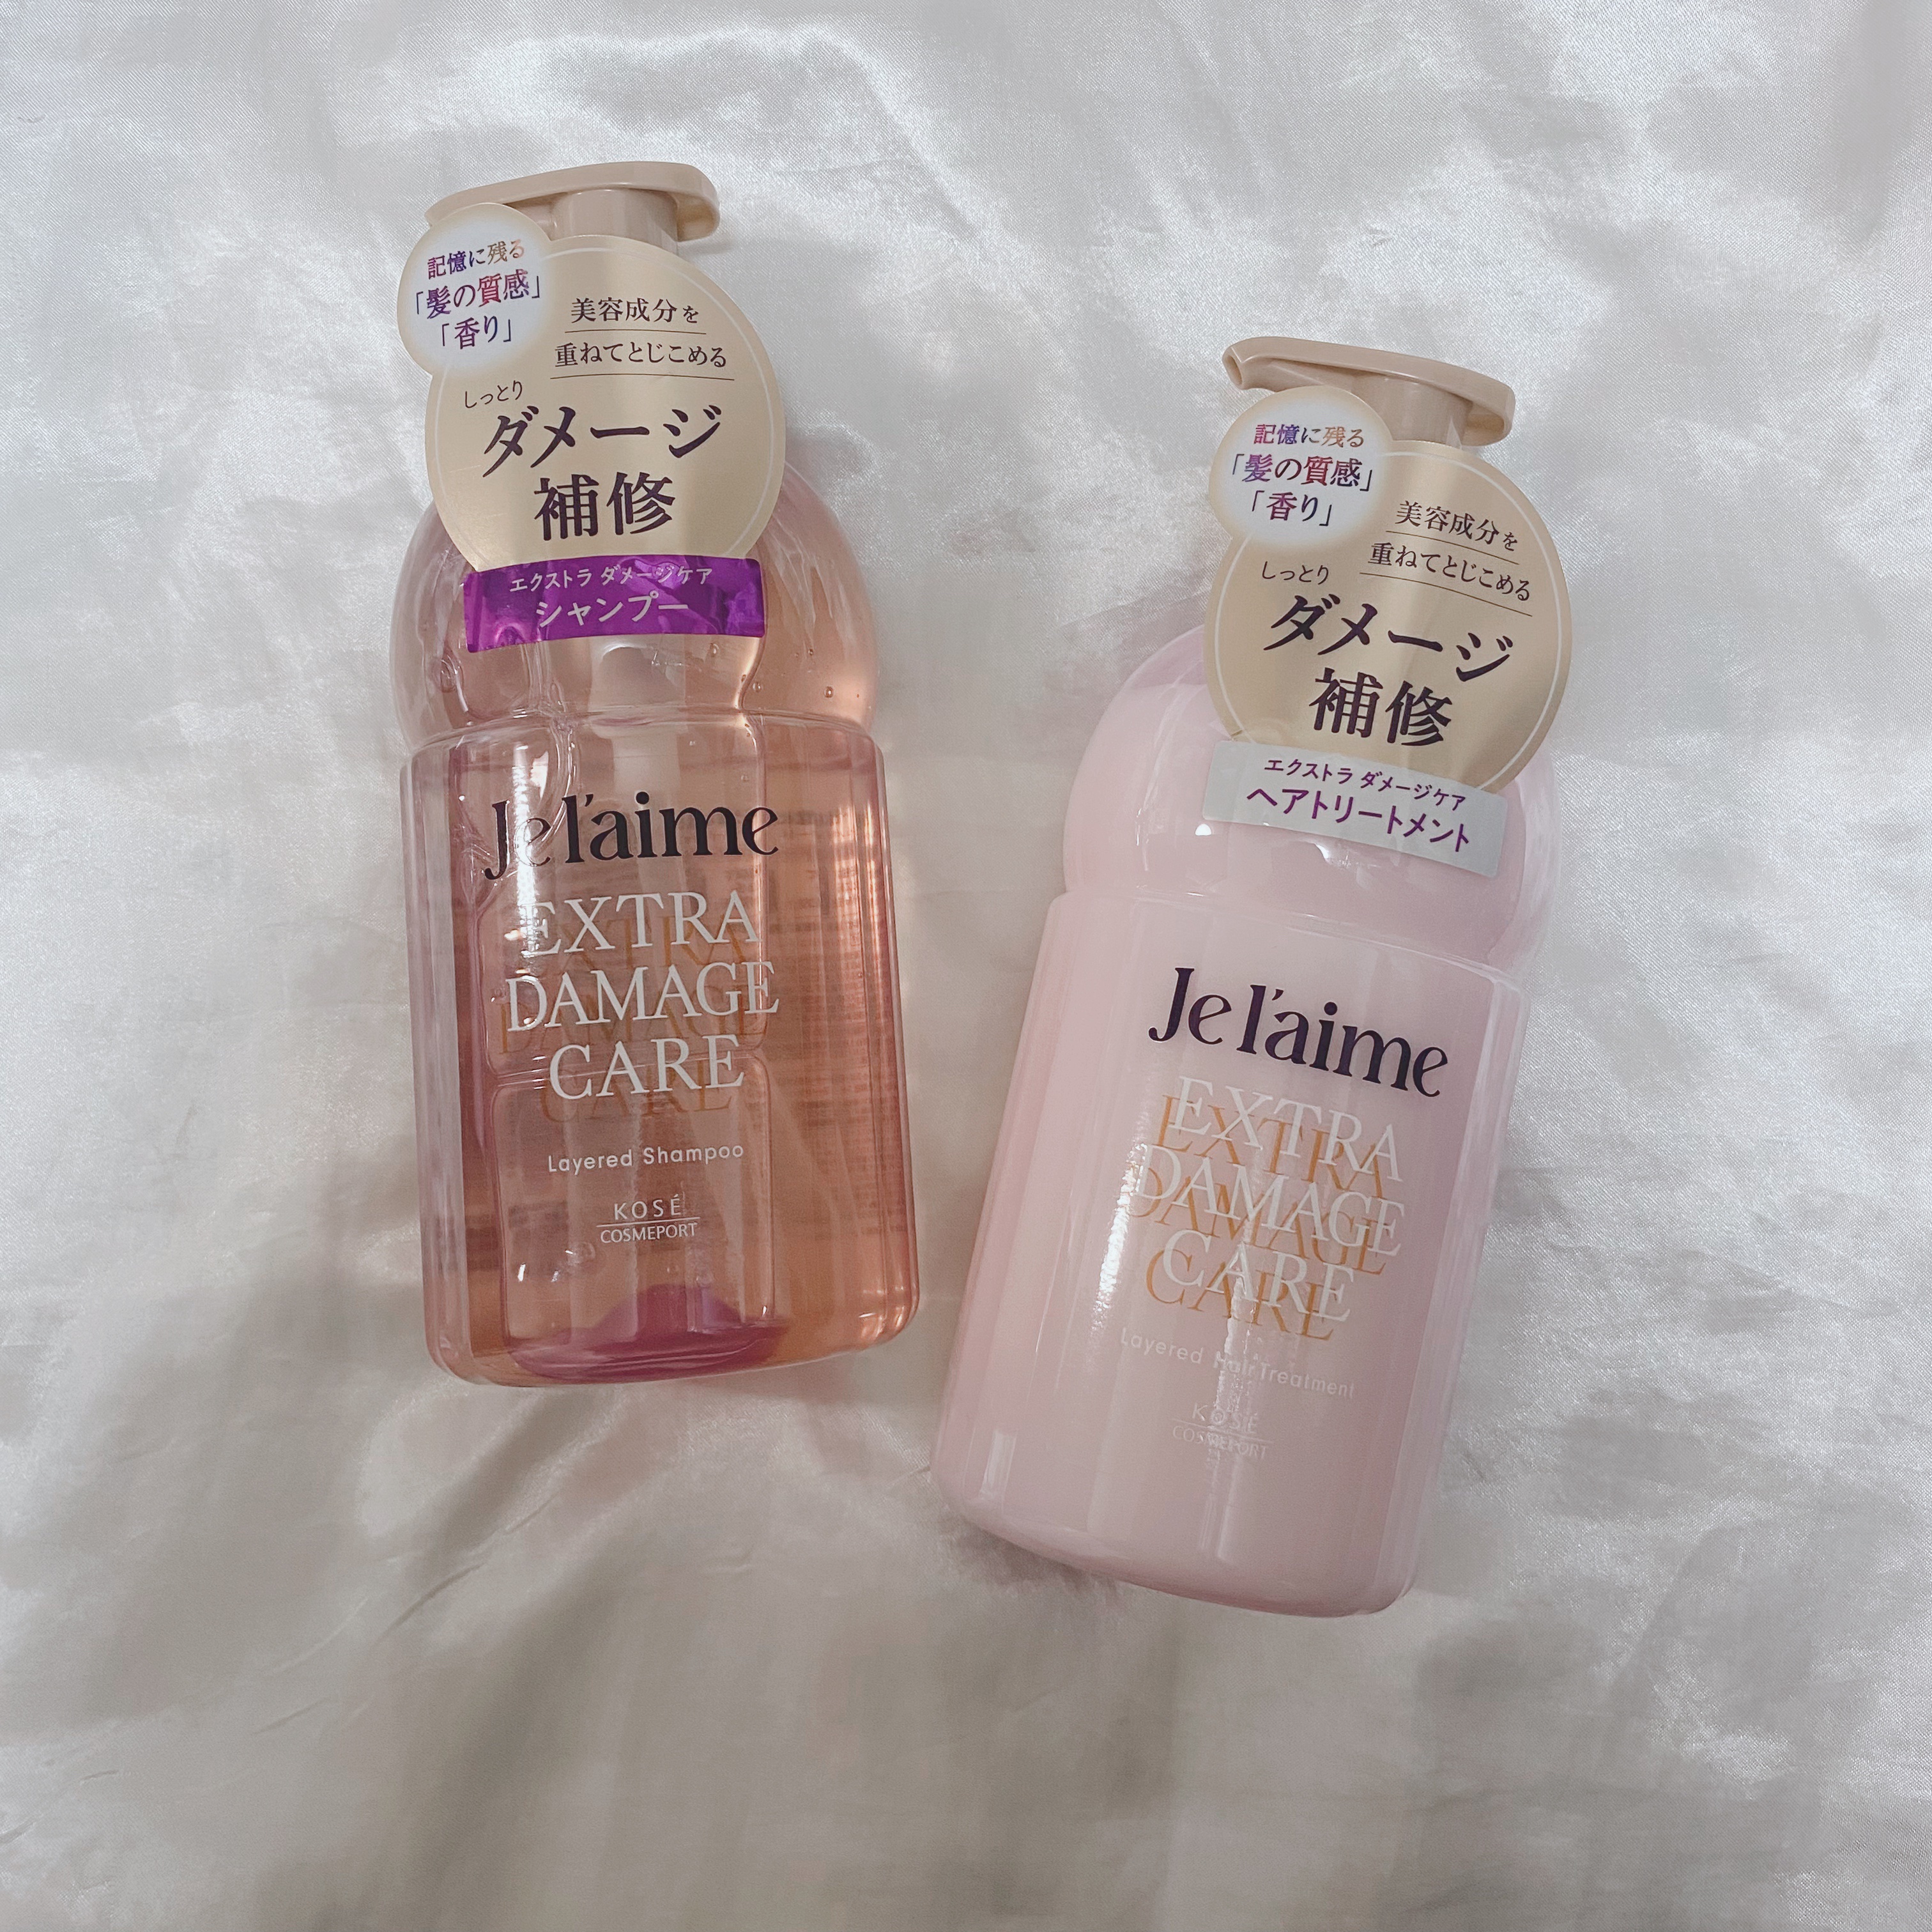 記憶に残る
「髪の質感」
「香り」
美容成分を
重ねてとじこめる
しっとり
ダメージ
補修
エクストラ ダメージケア
シャンプー
Je l'aime
EXTRA
DAMAGE
CARE
Layered Shampoo
KOSÉ
COSMEPORT
記憶に残る
「髪の質感」
「香り」
美容成分を
重ねてとじこめる
しっとり
ダメージ
補修
エクストラ ダメージケア
ヘアトリートメント
Je l'aime
EXTRA
DAMAGE
CARE
Layered Hair Treatment
KOSÉ
COSMEPORT